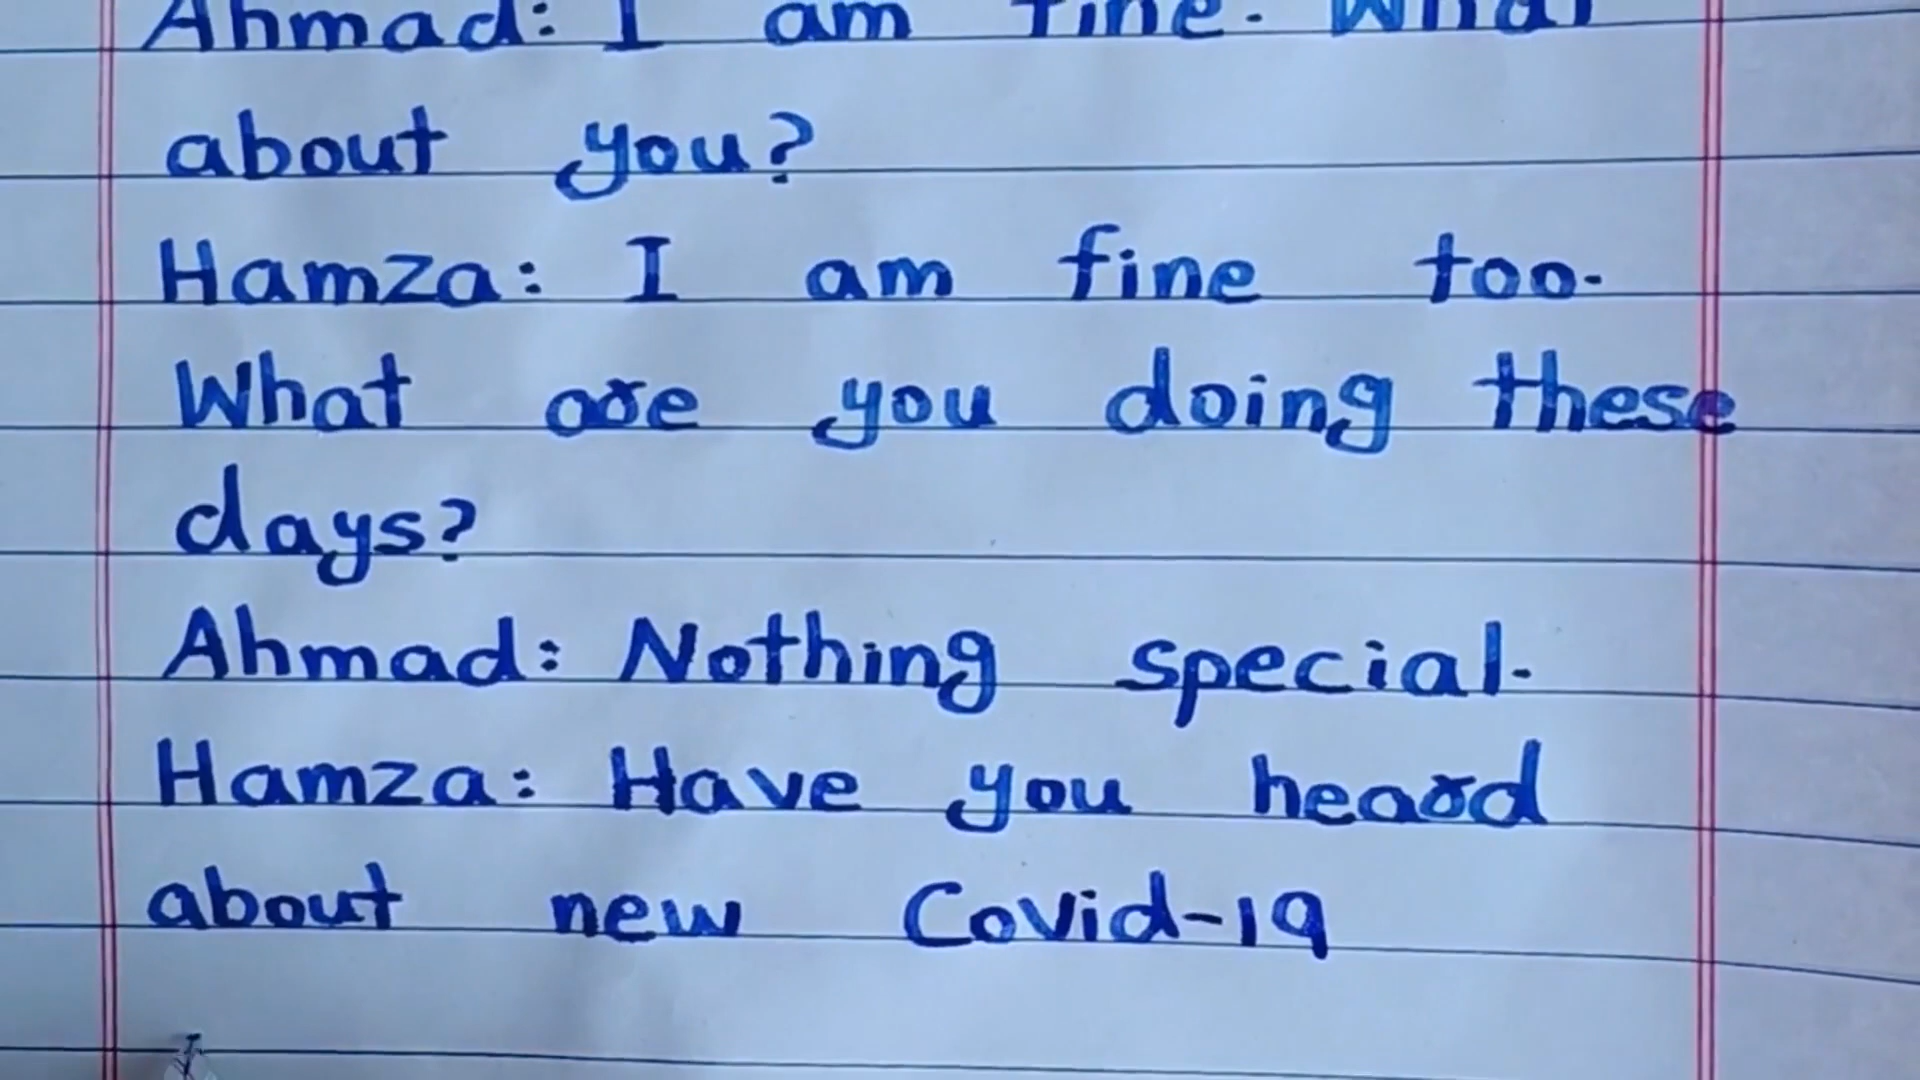 Ahmad: I am fine. What
about you?
Hamza: I am fine too.
What are you doing these
days?
Ahmad: Nothing special.
Hamza: Have you heard
about new Covid-19